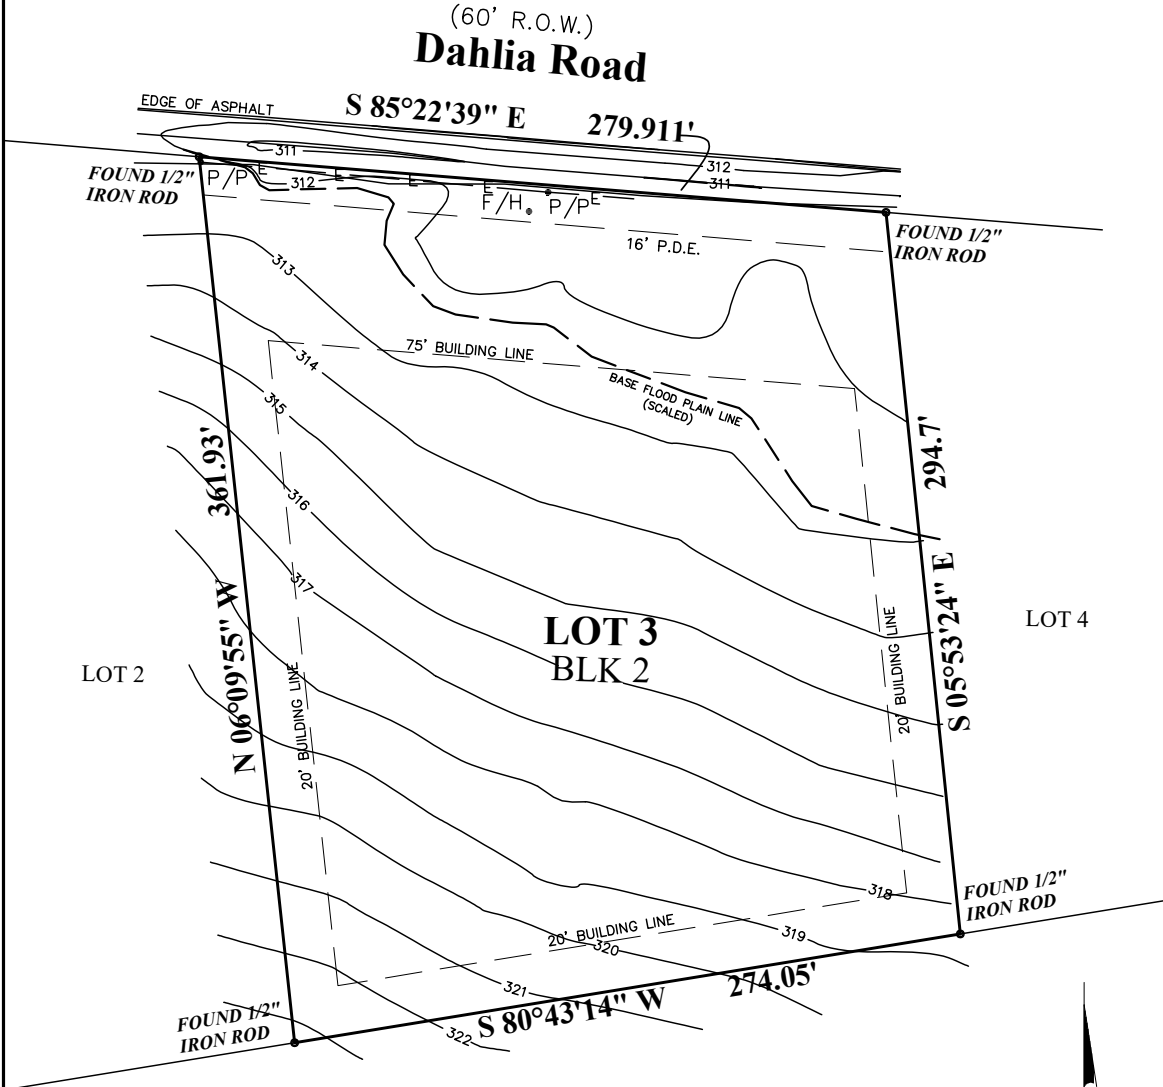 (60' R.O.W.)
Dahlia Road
EDGE OF ASPHALT
S 85°22'39" E 279.911'
311
312
311
312
FOUND 1/2"
IRON ROD
P/P
E
E
E
E
F/H
P/P
E
16' P.D.E.
FOUND 1/2"
IRON ROD
313
314
75' BUILDING LINE
BASE FLOOD PLAIN LINE
(SCALED)
315
316
317
361.93'
N 06°09'55" W
294.7'
S 05°53'24" E
LOT 3
BLK 2
LOT 2
LOT 4
20' BUILDING LINE
20' BUILDING LINE
318
FOUND 1/2"
IRON ROD
20' BUILDING LINE
319
320
321
322
274.05'
S 80°43'14" W
FOUND 1/2"
IRON ROD